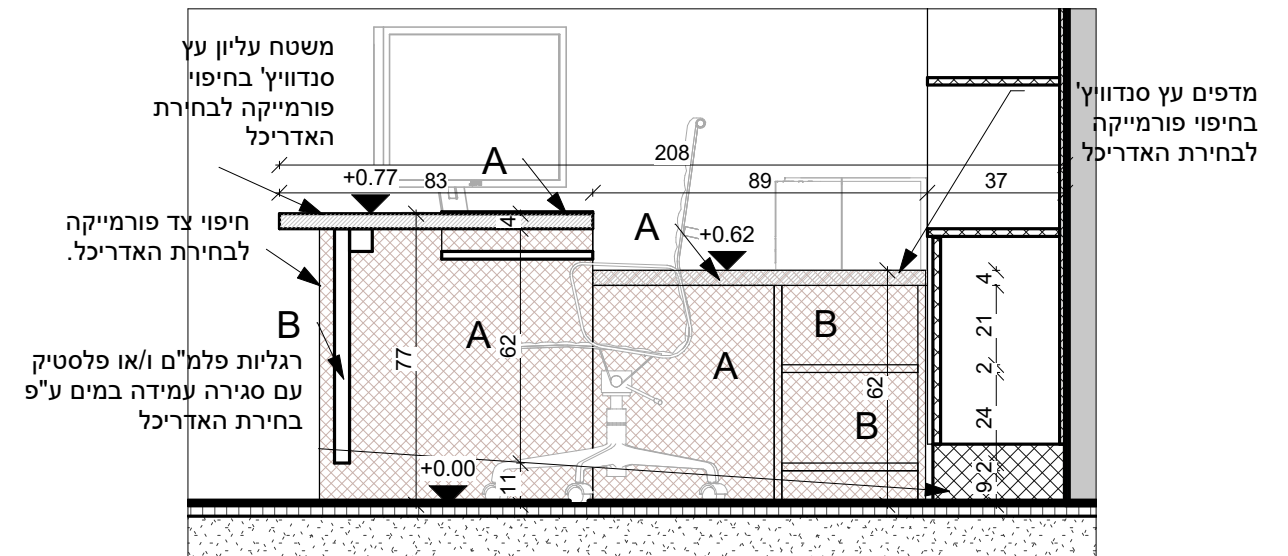 משטח עליון עץ
סנדוויץ' בחיפוי
פורמייקה לבחירת
האדריכל
מדפים עץ סנדוויץ'
בחיפוי פורמייקה
לבחירת האדריכל
208
83
89
37
+0.77
A
4
A
+0.62
חיפוי צד פורמייקה
לבחירת האדריכל.
B
רגליות פלמ"ם ו/או פלסטיק
עם סגירה עמידה במים ע"פ
בחירת האדריכל
77
A
62
11
+0.00
A
B
B
62
4
21
2
24
2
9